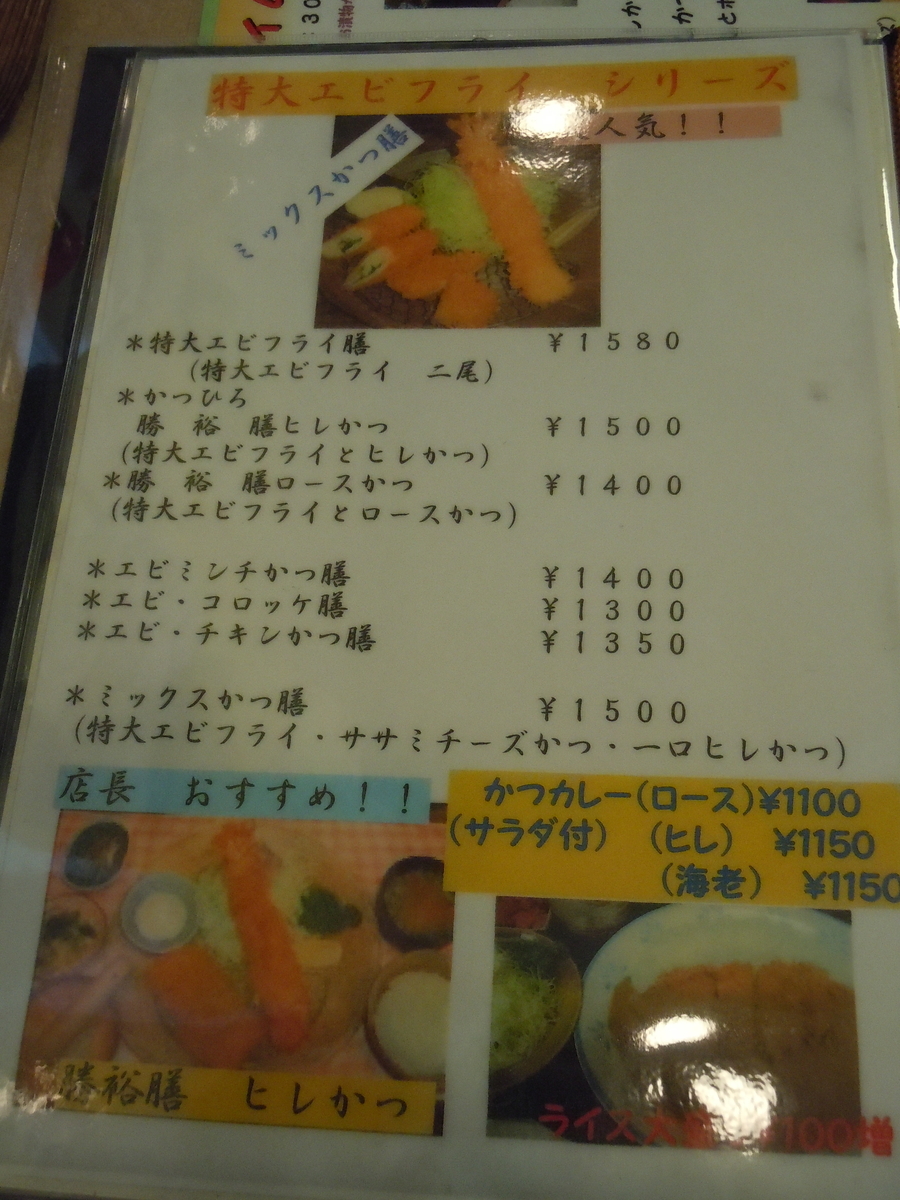 特大エビフライ シリーズ
人気！！
ミックスかつ膳
＊特大エビフライ膳 ￥１５８０
（特大エビフライ 二尾）
＊かつひろ
勝 裕 膳ヒレかつ ￥１５００
（特大エビフライとヒレかつ）
＊勝 裕 膳ロースかつ ￥１４００
（特大エビフライとロースかつ）
＊エビミンチかつ膳 ￥１４００
＊エビ・コロッケ膳 ￥１３００
＊エビ・チキンかつ膳 ￥１３５０
＊ミックスかつ膳 ￥１５００
（特大エビフライ・ササミチーズかつ・一口ヒレかつ）
店長 おすすめ！！
かつカレー（ロース）¥1100
（サラダ付）（ヒレ） ¥1150
（海老） ¥1150
勝裕膳 ヒレかつ
ライス大 100増